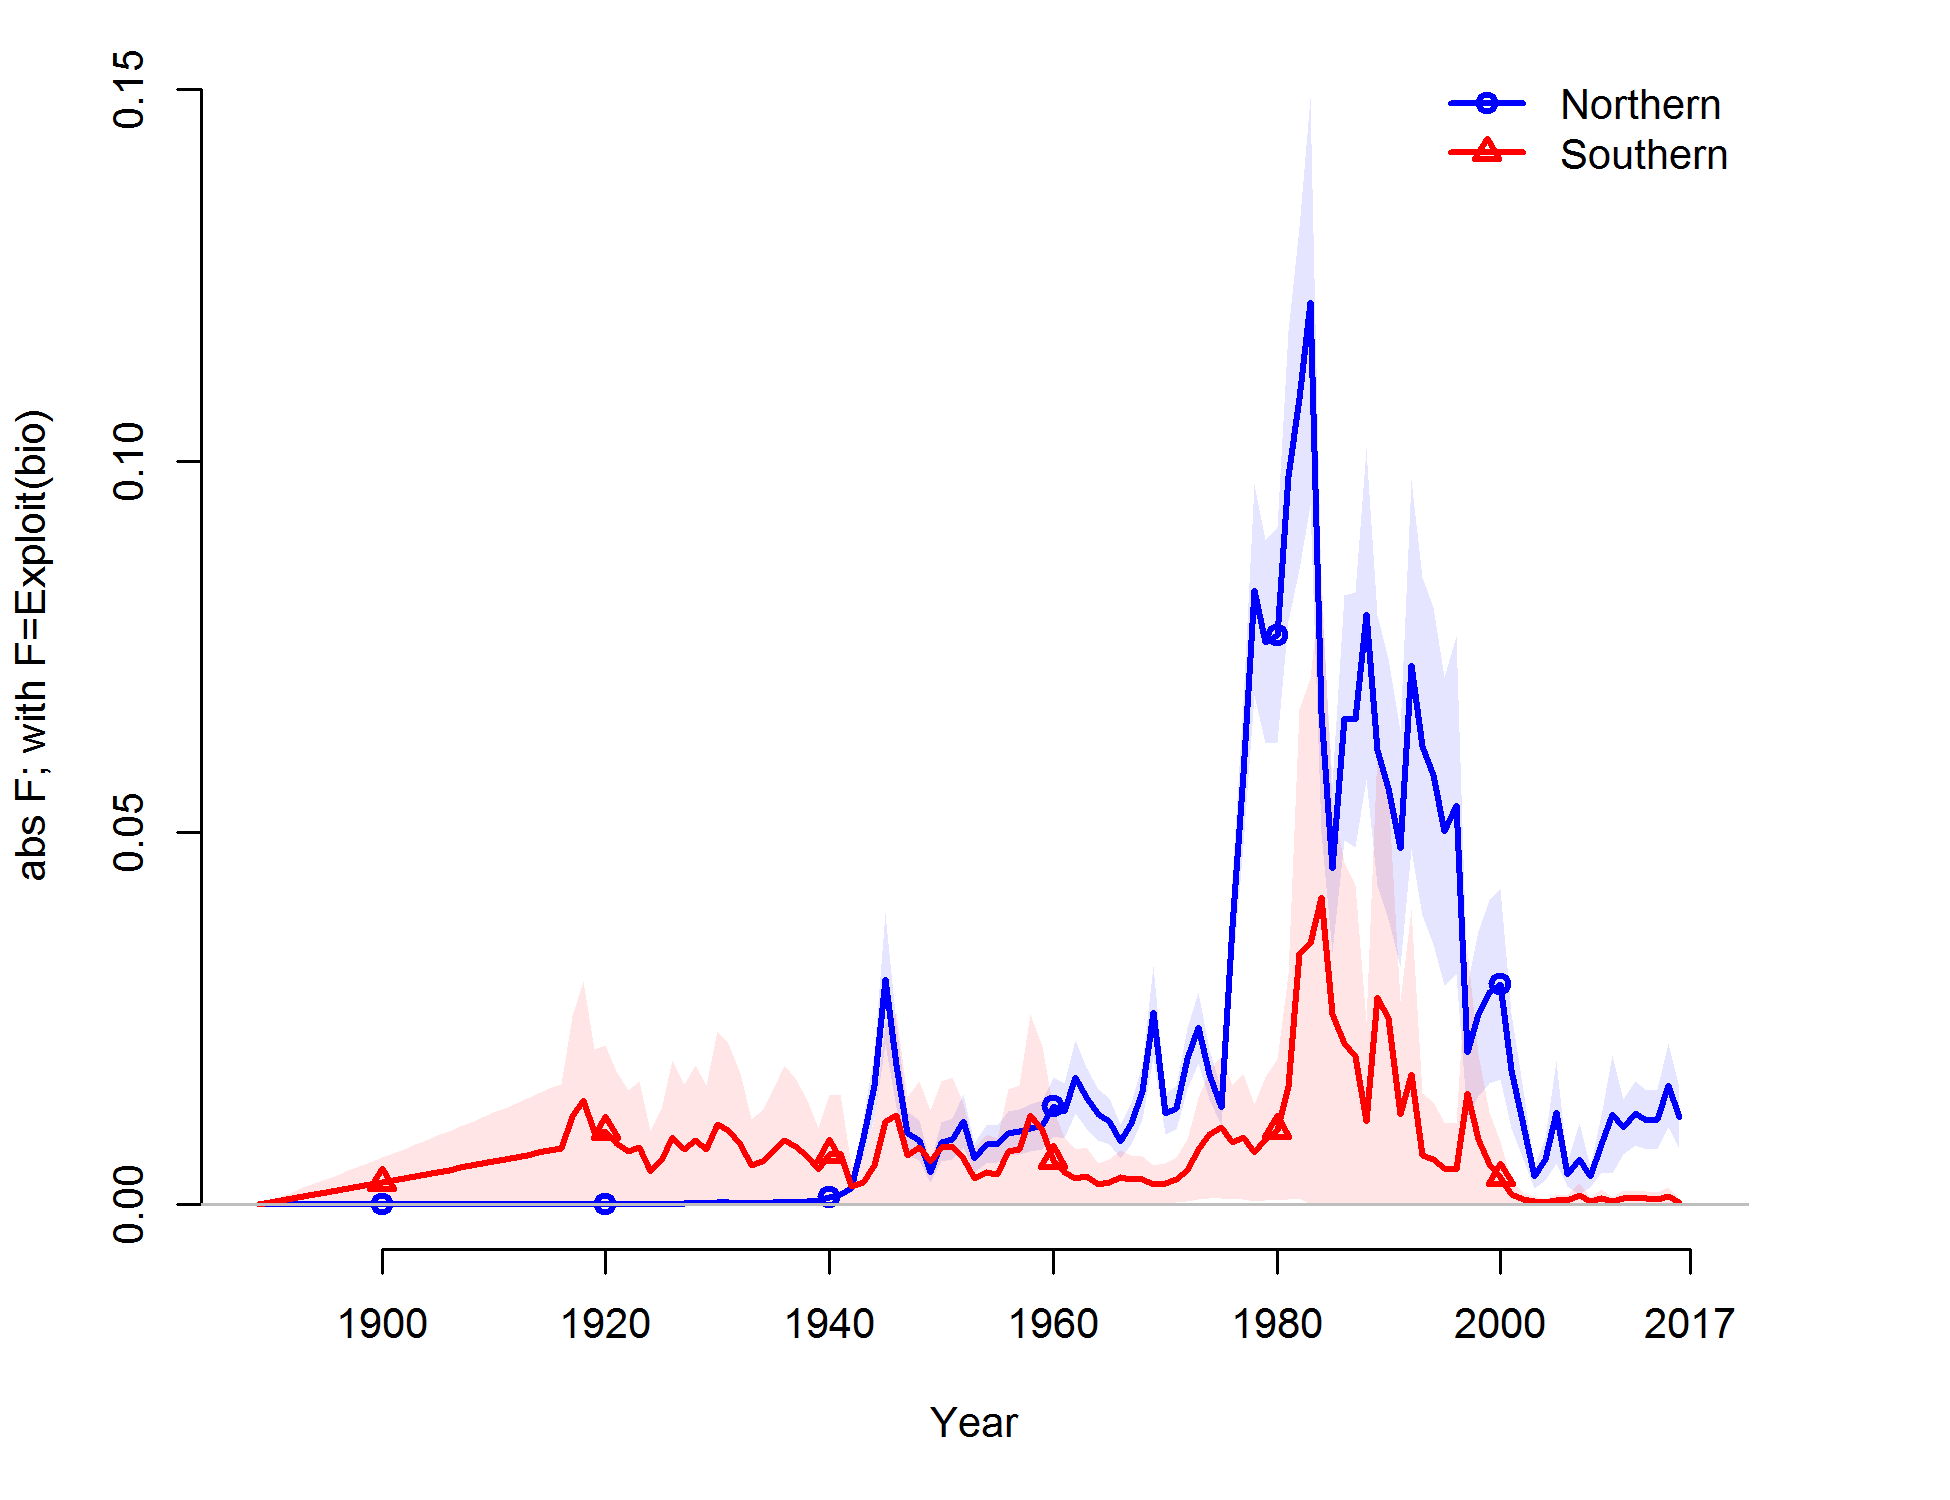 Northern
Southern
0.15
0.10
0.05
0.00
abs F; with F=Exploit(bio)
1900 1920 1940 1960 1980 2000 2017
Year